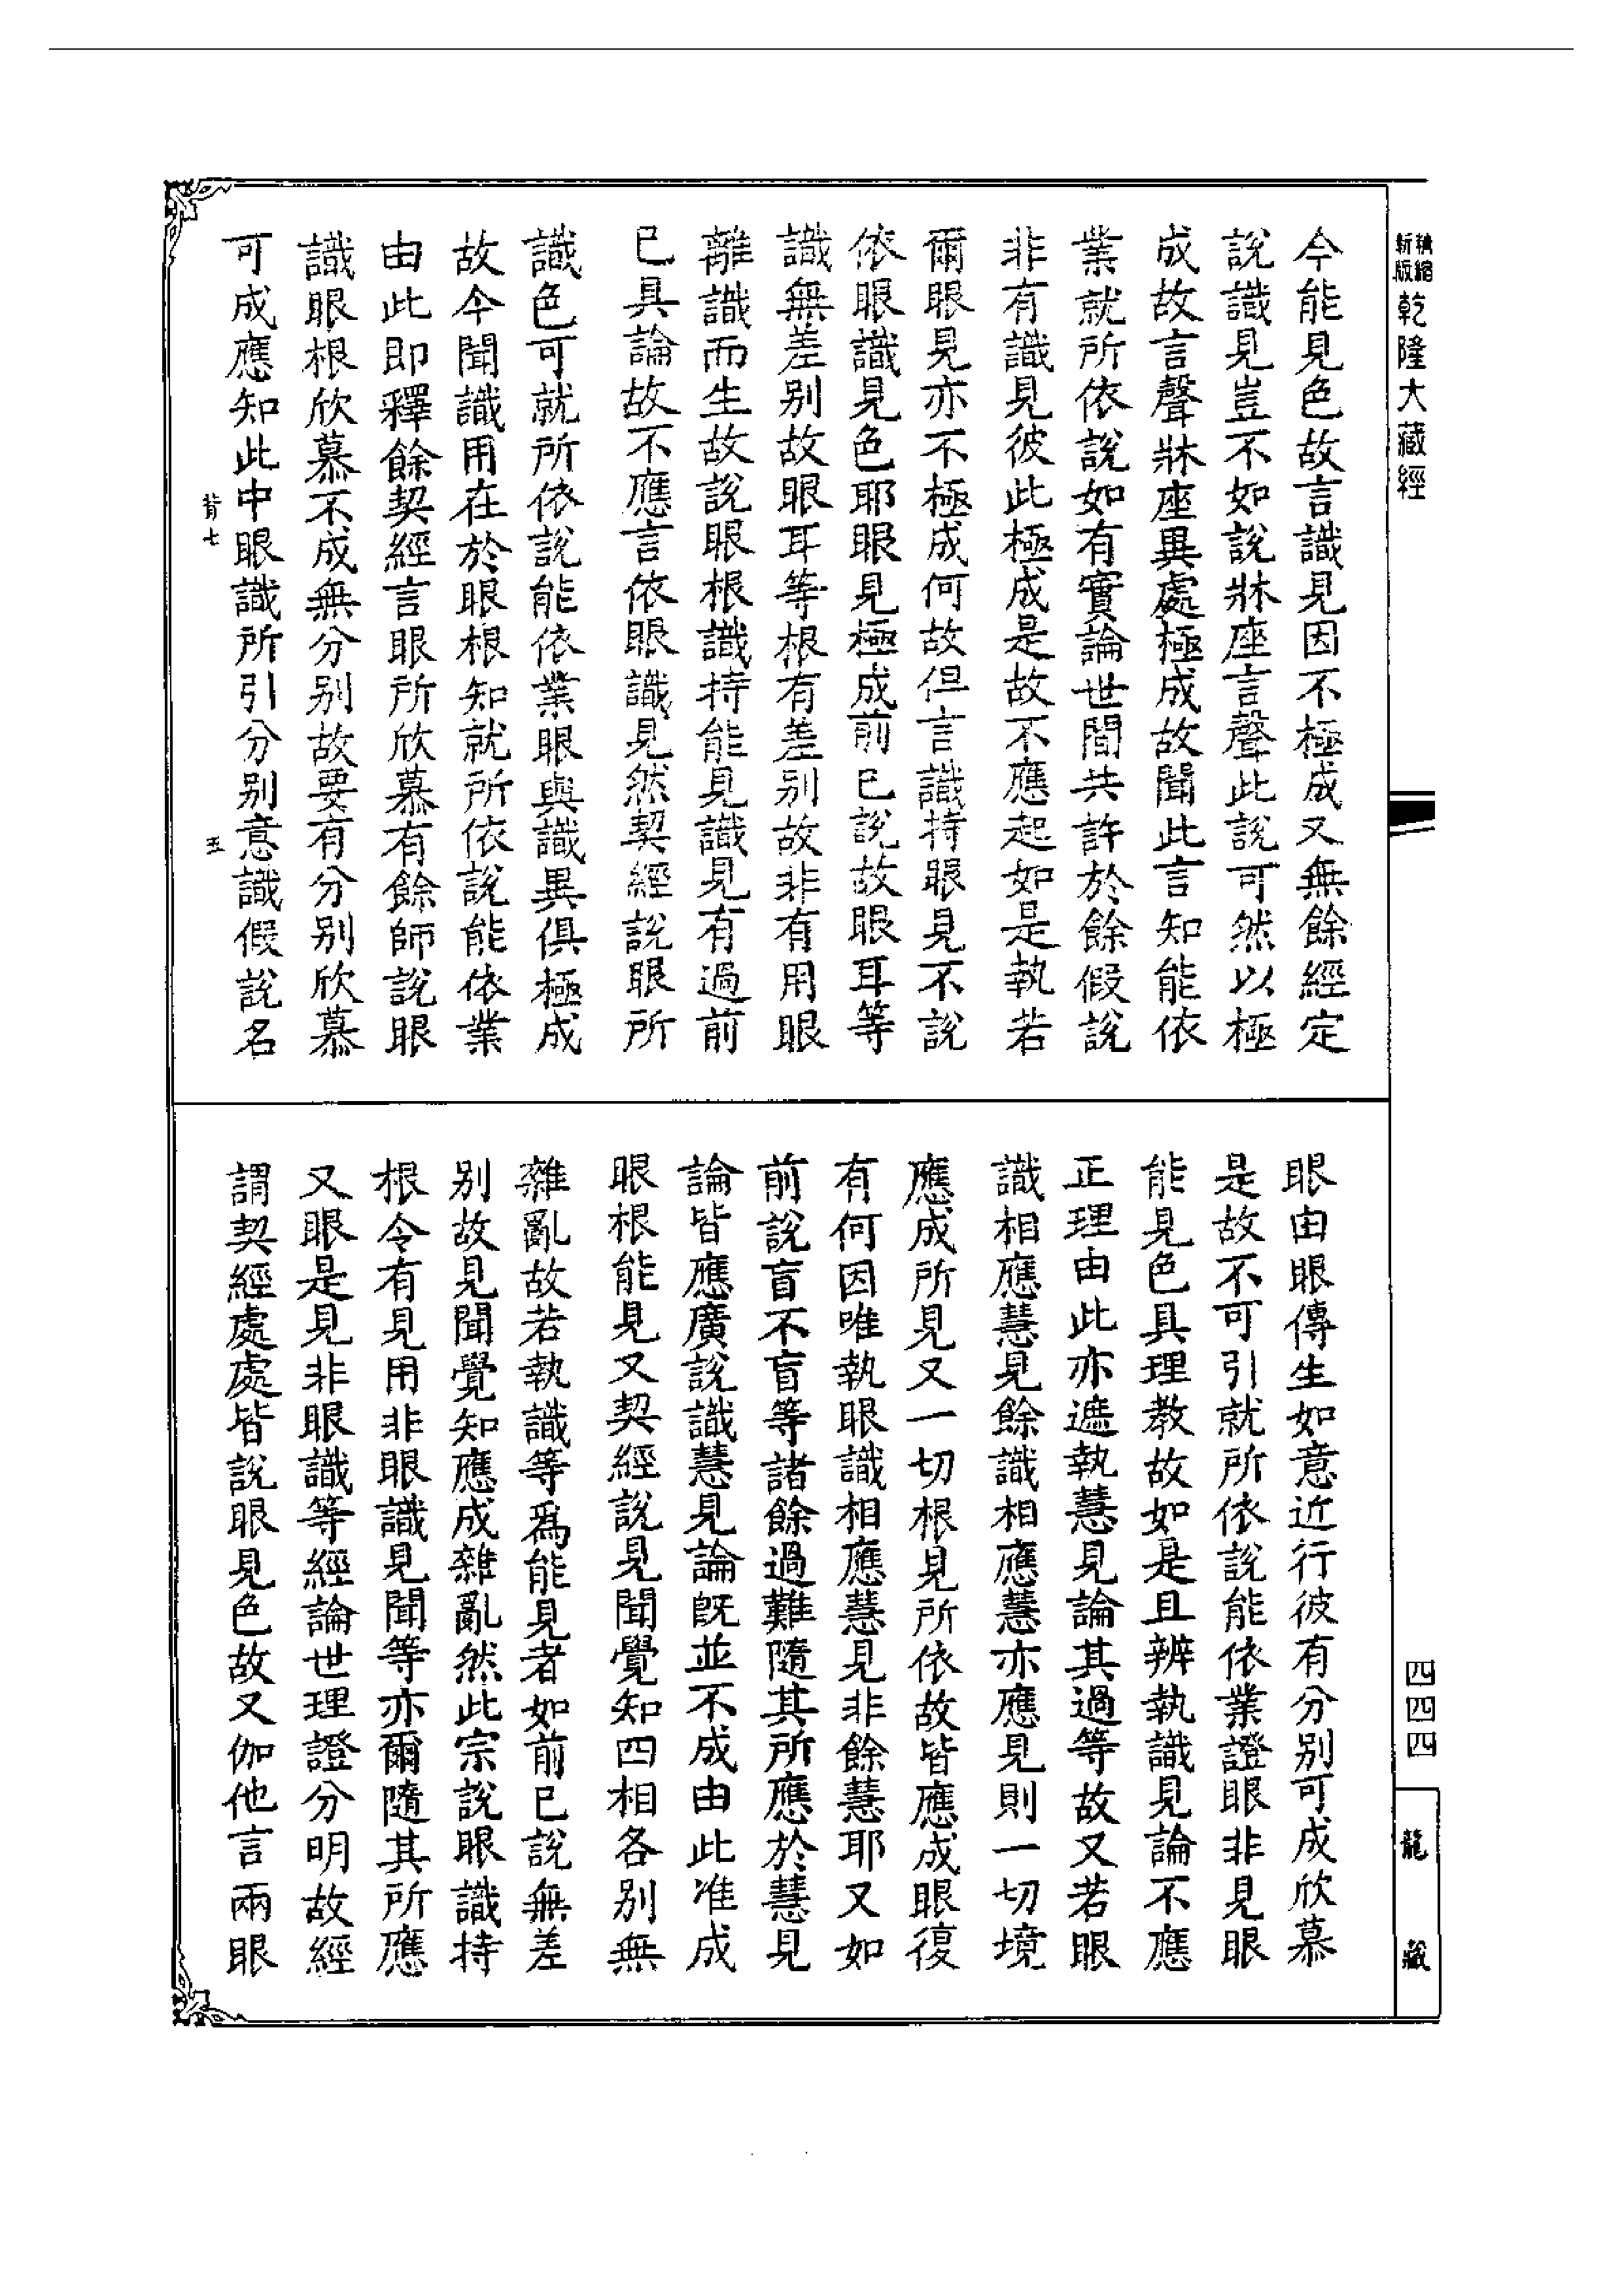 新版
精縮
乾隆大藏經
今能見色故言識見因不極成又無餘經定
說識見豈不如說牀座言聲此說可然以極
成故言聲牀座異處極成故聞此言知能依
業就所依說如有實論世間共許於餘假說
非有識見彼此極成是故不應起如是執若
爾眼見亦不極成何故但言識持眼見不說
依眼識見色耶眼見極成前已說故眼耳等
識無差别故眼耳等根有差别故非有用眼
離識而生故說眼根識持能見識見有過前
已具論故不應言依眼識見然契經說眼所
識色可就所依說能依業眼與識異俱極成
故今聞識用在於眼根知就所依說能依業
由此即釋餘契經言眼所欣慕有餘師說眼
識眼根欣慕不成無分别故要有分别欣慕
可成應知此中眼識所引分别意識假說名
背七
五
眼由眼傳生如意近行彼有分别可成欣慕
是故不可引就所依說能依業證眼非見眼
能見色具理教故如是且辨執識見論不應
正理由此亦遮執慧見論其過等故又若眼
識相應慧見餘識相應慧亦應見則一切境
應成所見又一切根見所依故皆應成眼復
有何因唯執眼識相應慧見非餘慧耶又如
前說盲不盲等諸餘過難隨其所應於慧見
論皆應廣說識慧見論旣並不成由此准成
眼根能見又契經說見聞覺知四相各别無
雜亂故若執識等爲能見者如前已說無差
别故見聞覺知應成雜亂然此宗說眼識持
根令有見用非眼識見聞等亦爾隨其所應
又眼是見非眼識等經論世理證分明故經
謂契經處處皆說眼見色故又伽他言兩眼
四四四
龍藏